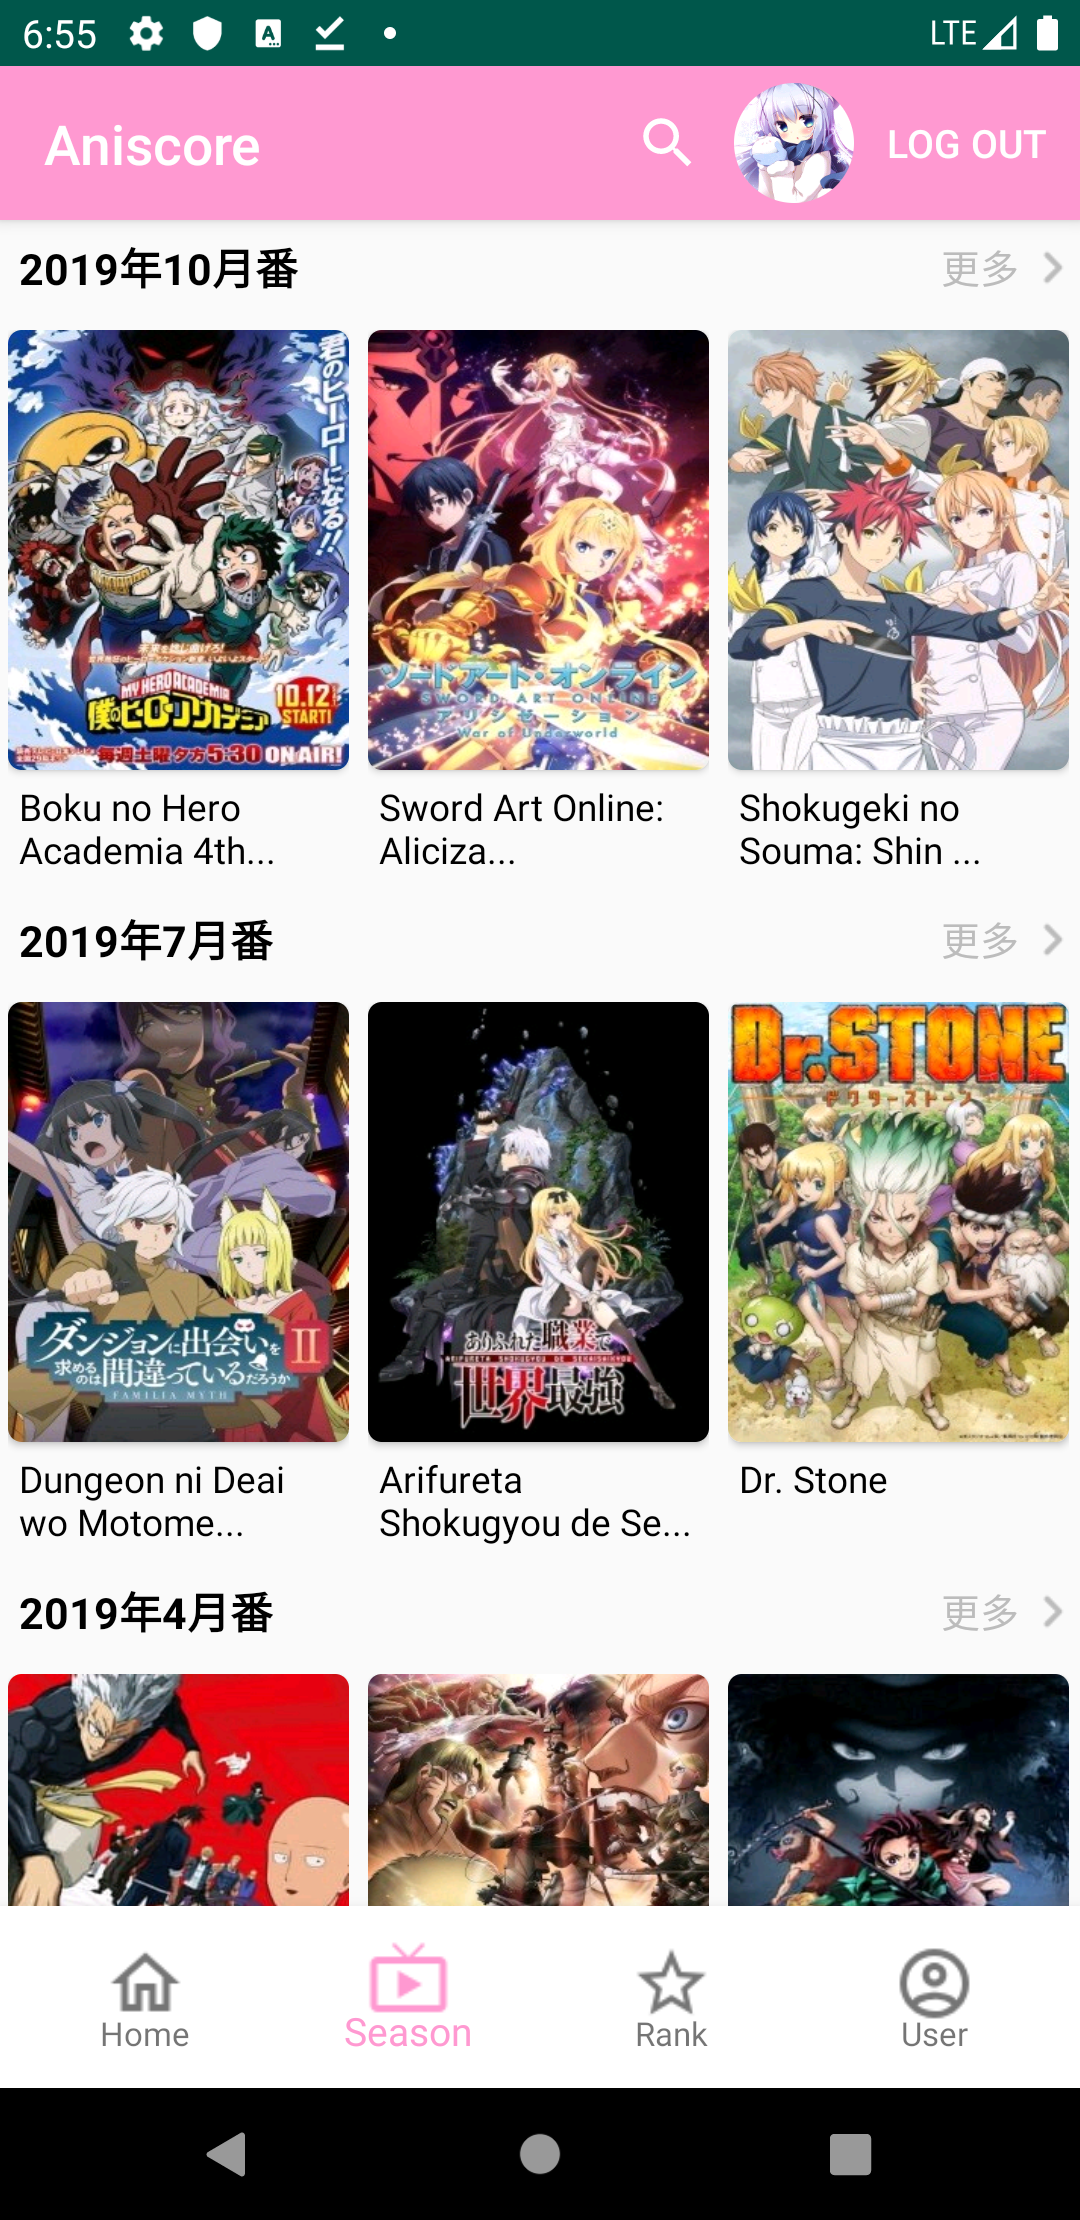 6:55
LTE
Aniscore
LOG OUT
2019年10月番
更多
君のヒーローになる!!
MY HERO ACADEMIA
僕のヒーローアカデミア
10.12
START!
毎週土曜夕方5:30 ON AIR!
ソードアート・オンライン
SWORD ART ONLINE
アリシゼーション
War of Underworld
Boku no Hero
Academia 4th...
Sword Art Online:
Aliciza...
Shokugeki no
Souma: Shin ...
2019年7月番
更多
ダンジョンに出会いを
求めるのは間違っているだろうか
II
FAMILIA MYTH
ありふれた職業で
ARIFURETA SHOKUGYOU DE SEKAISAIKYOU
世界最強
Dr.STONE
ドクターストーン
Dungeon ni Deai
wo Motome...
Arifureta
Shokugyou de Se...
Dr. Stone
2019年4月番
更多
Home
Season
Rank
User